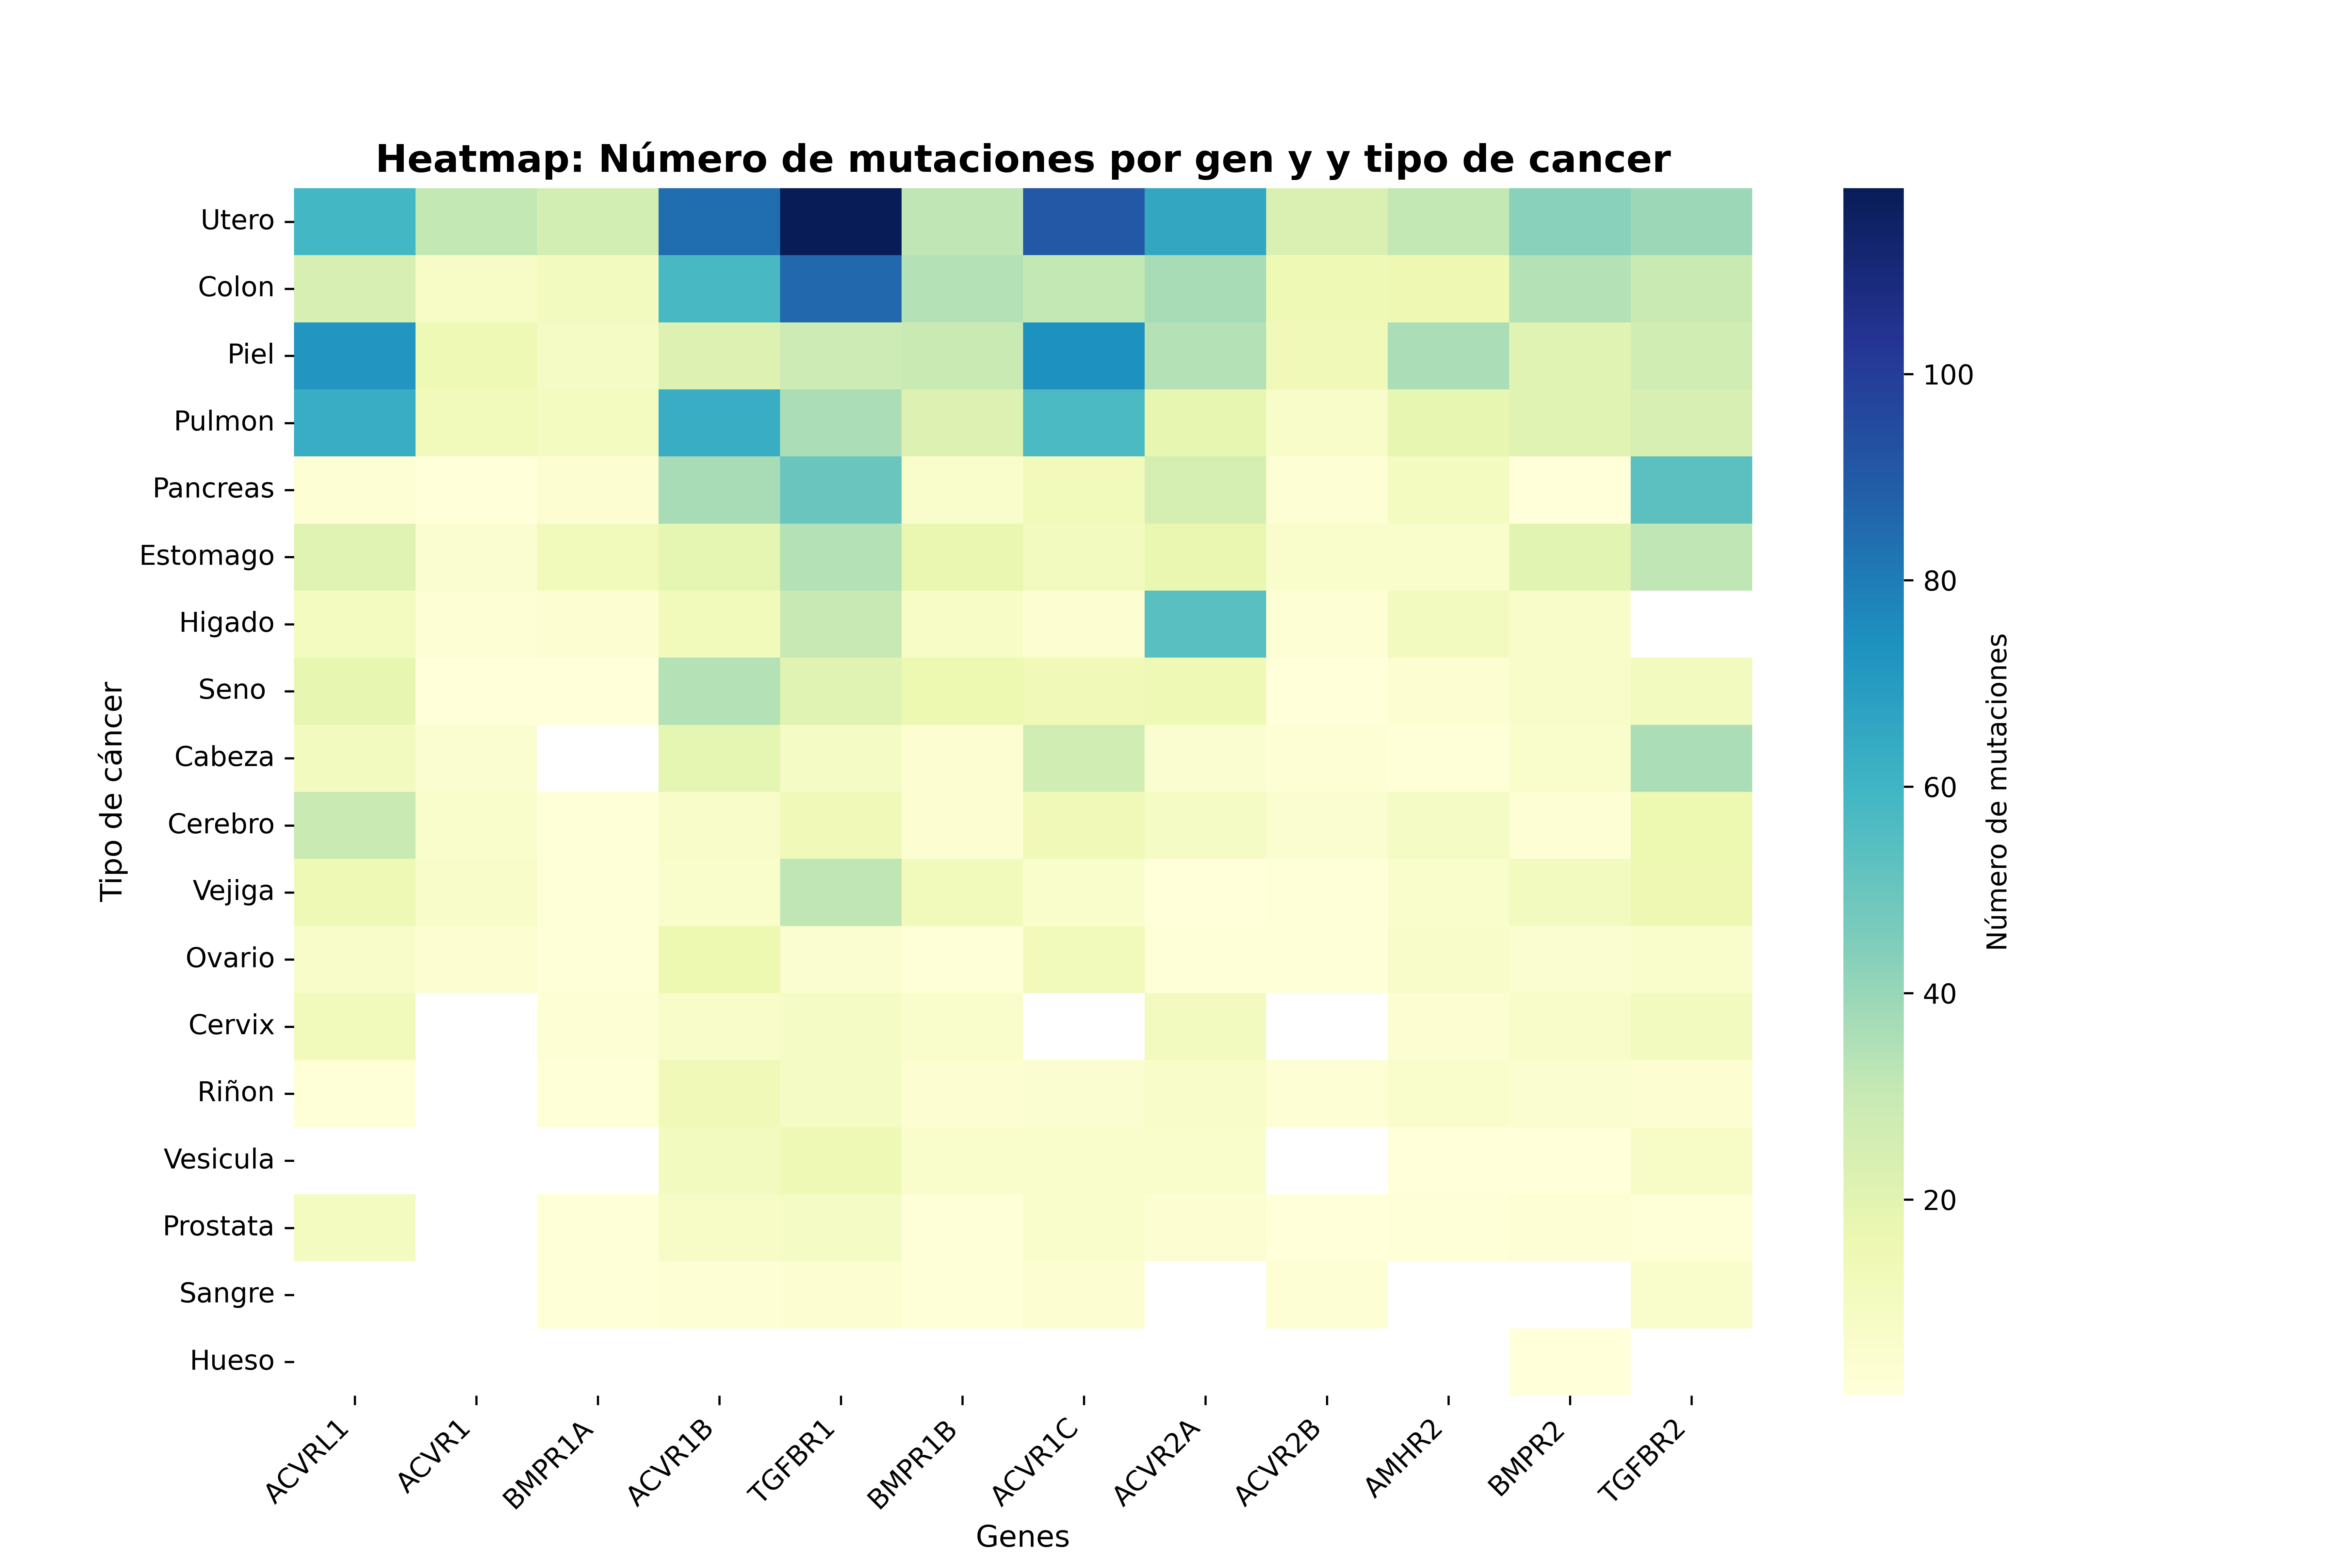 Heatmap: Número de mutaciones por gen y y tipo de cancer
Tipo de cáncer
Utero
Colon
Piel
Pulmon
Pancreas
Estomago
Higado
Seno
Cabeza
Cerebro
Vejiga
Ovario
Cervix
Riñon
Vesicula
Prostata
Sangre
Hueso
ACVRL1
ACVR1
BMPR1A
ACVR1B
TGFBR1
BMPR1B
ACVR1C
ACVR2A
ACVR2B
AMHR2
BMPR2
TGFBR2
Genes
100
80
60
40
20
Número de mutaciones